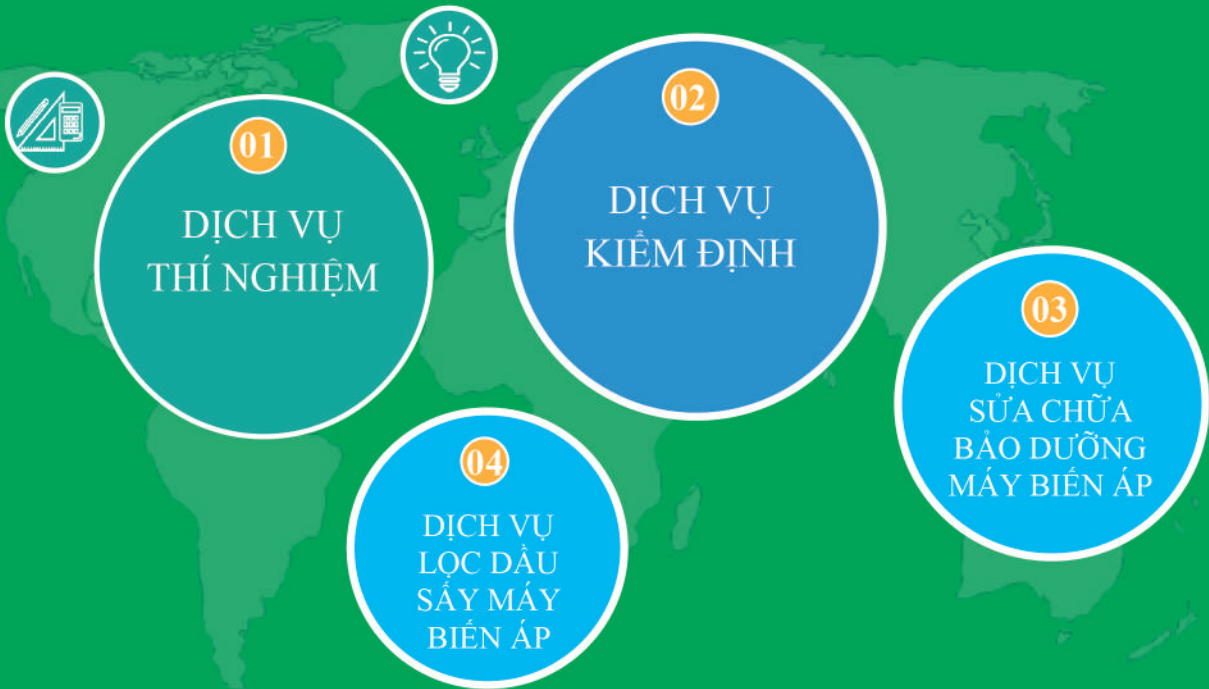 01
DỊCH VỤ
THÍ NGHIỆM
02
DỊCH VỤ
KIỂM ĐỊNH
03
DỊCH VỤ
SỬA CHỮA
BẢO DƯỠNG
MÁY BIẾN ÁP
04
DỊCH VỤ
LỌC DẦU
SẤY MÁY
BIẾN ÁP